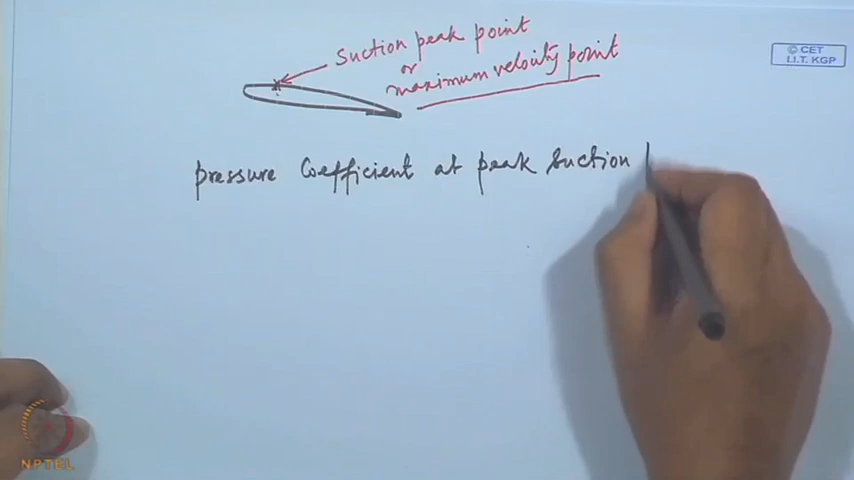 Suction peak point
or
maximum velocity point
© CET
I.I.T. KGP
pressure Coefficient at peak Suction
NPTEL